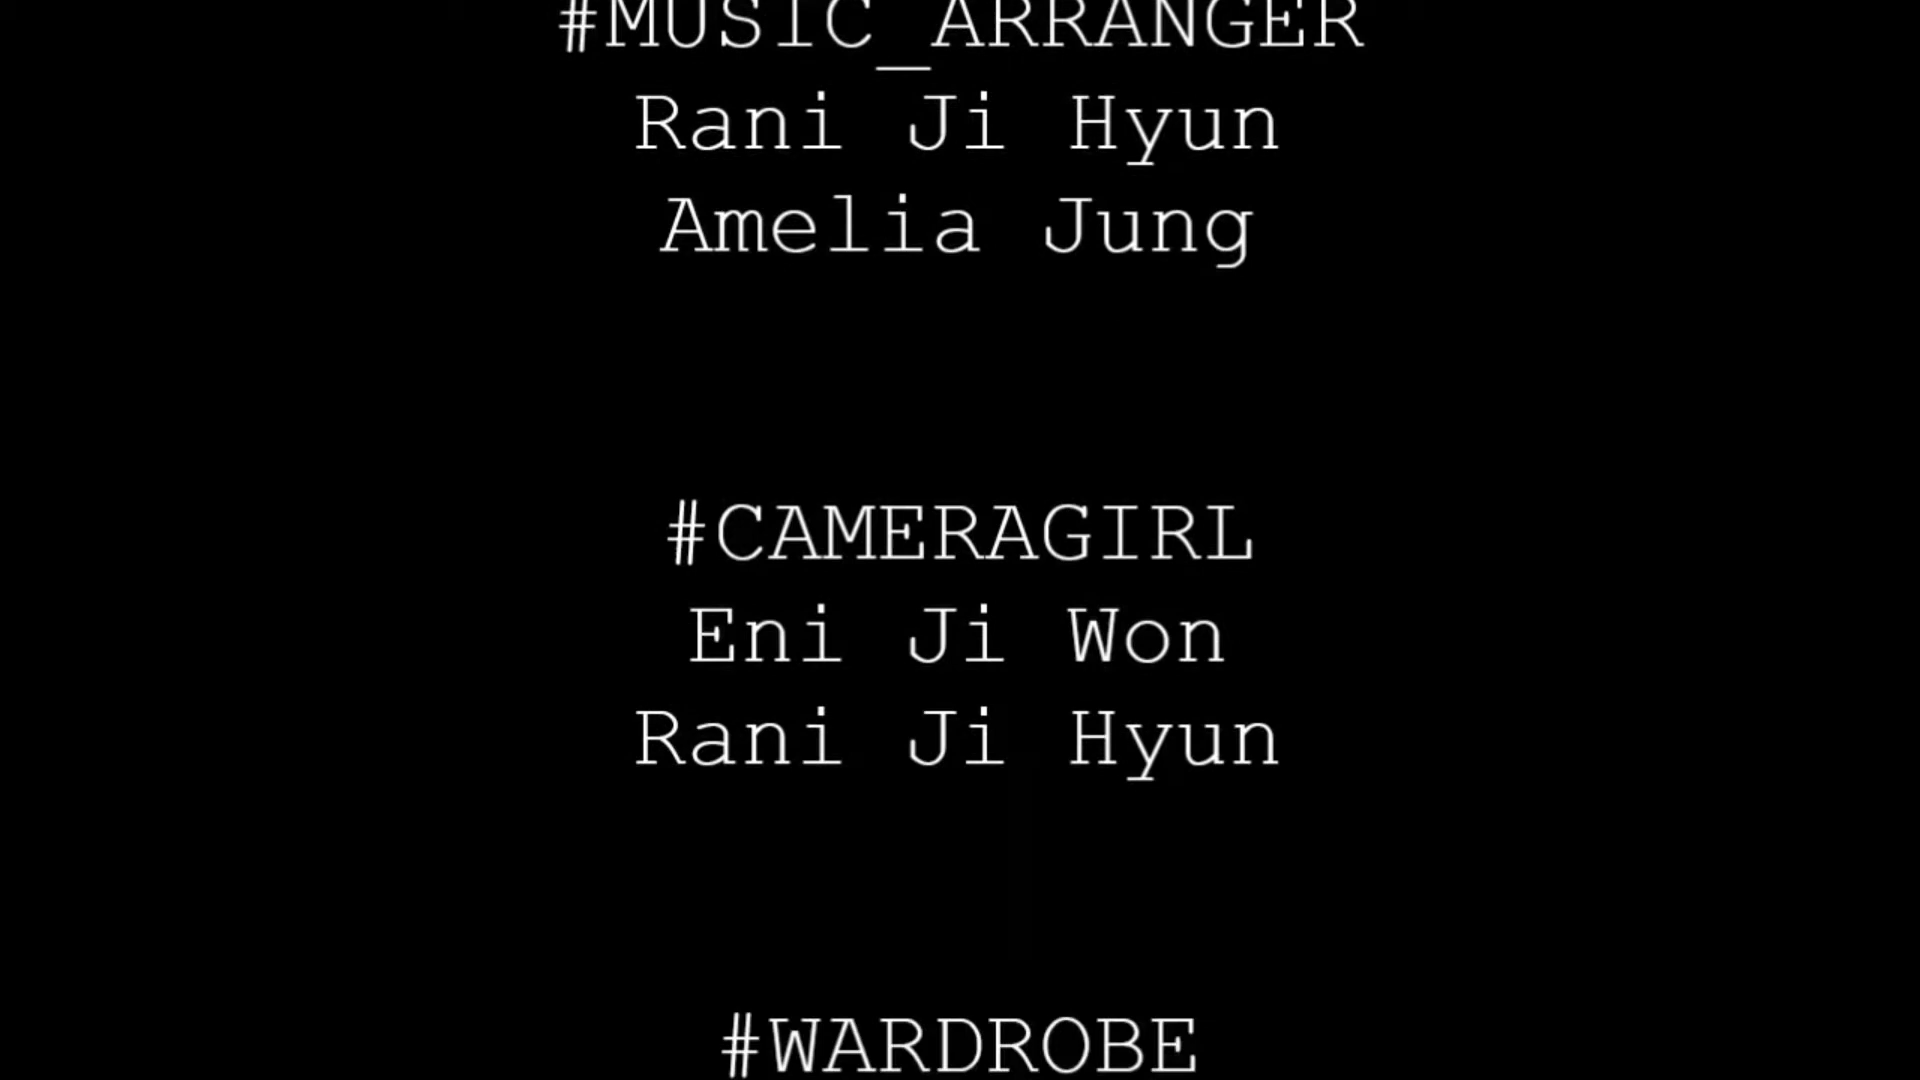 #MUSIC_ARRANGER
Rani Ji Hyun
Amelia Jung
#CAMERAGIRL
Eni Ji Won
Rani Ji Hyun
#WARDROBE